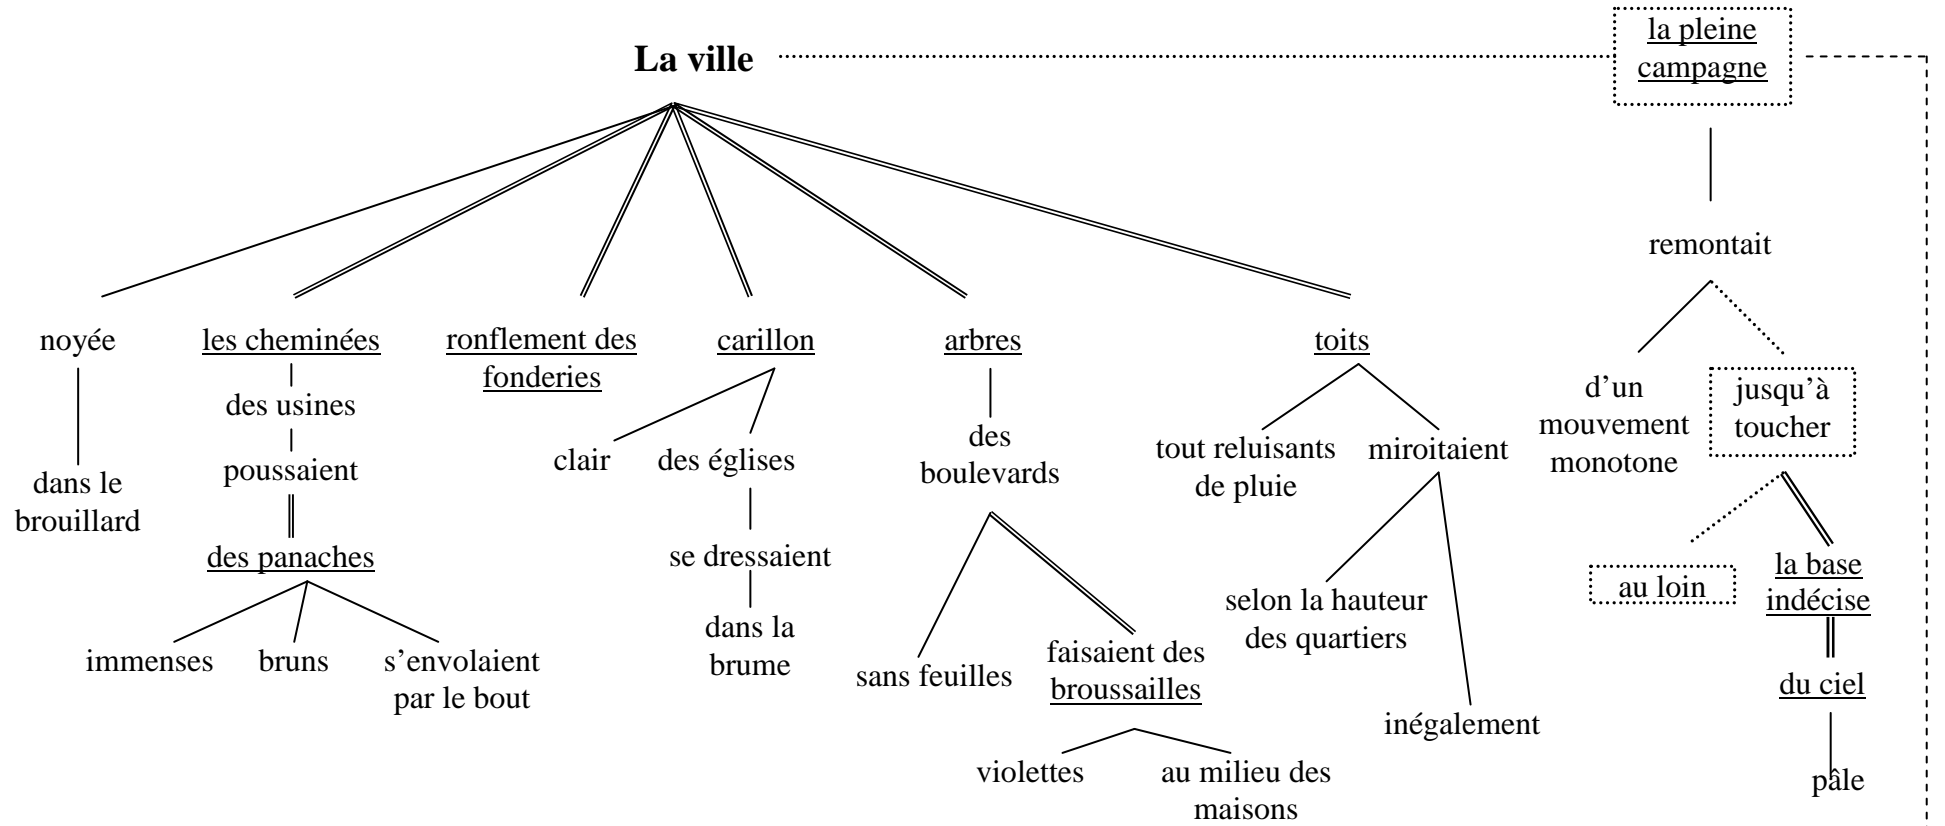 La ville
la pleine
campagne
remontait
noyée
dans le
brouillard
les cheminées
des usines
poussaient
des panaches
immenses
bruns
s’envolaient
par le bout
ronflement des
fonderies
carillon
clair
des églises
se dressaient
dans la
brume
arbres
des
boulevards
sans feuilles
faisaient des
broussailles
violettes
au milieu des
maisons
toits
tout reluisants
de pluie
miroitaient
selon la hauteur
des quartiers
inégalement
d’un
mouvement
monotone
jusqu’à
toucher
au loin
la base
indécise
du ciel
pâle